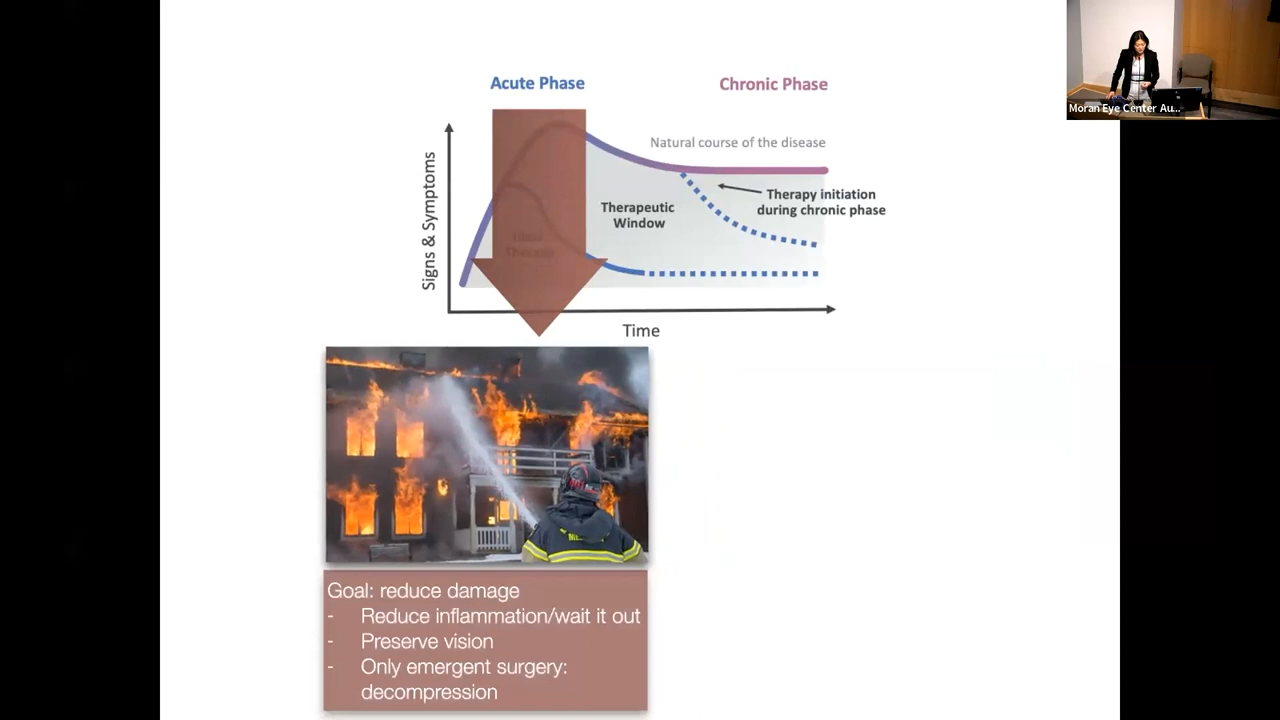 Acute Phase
Chronic Phase
Natural course of the disease
Therapy initiation
during chronic phase
Therapeutic
Window
Signs & Symptoms
Time
Goal: reduce damage
- Reduce inflammation/wait it out
- Preserve vision
- Only emergent surgery:
decompression
Moran Eye Center Au...